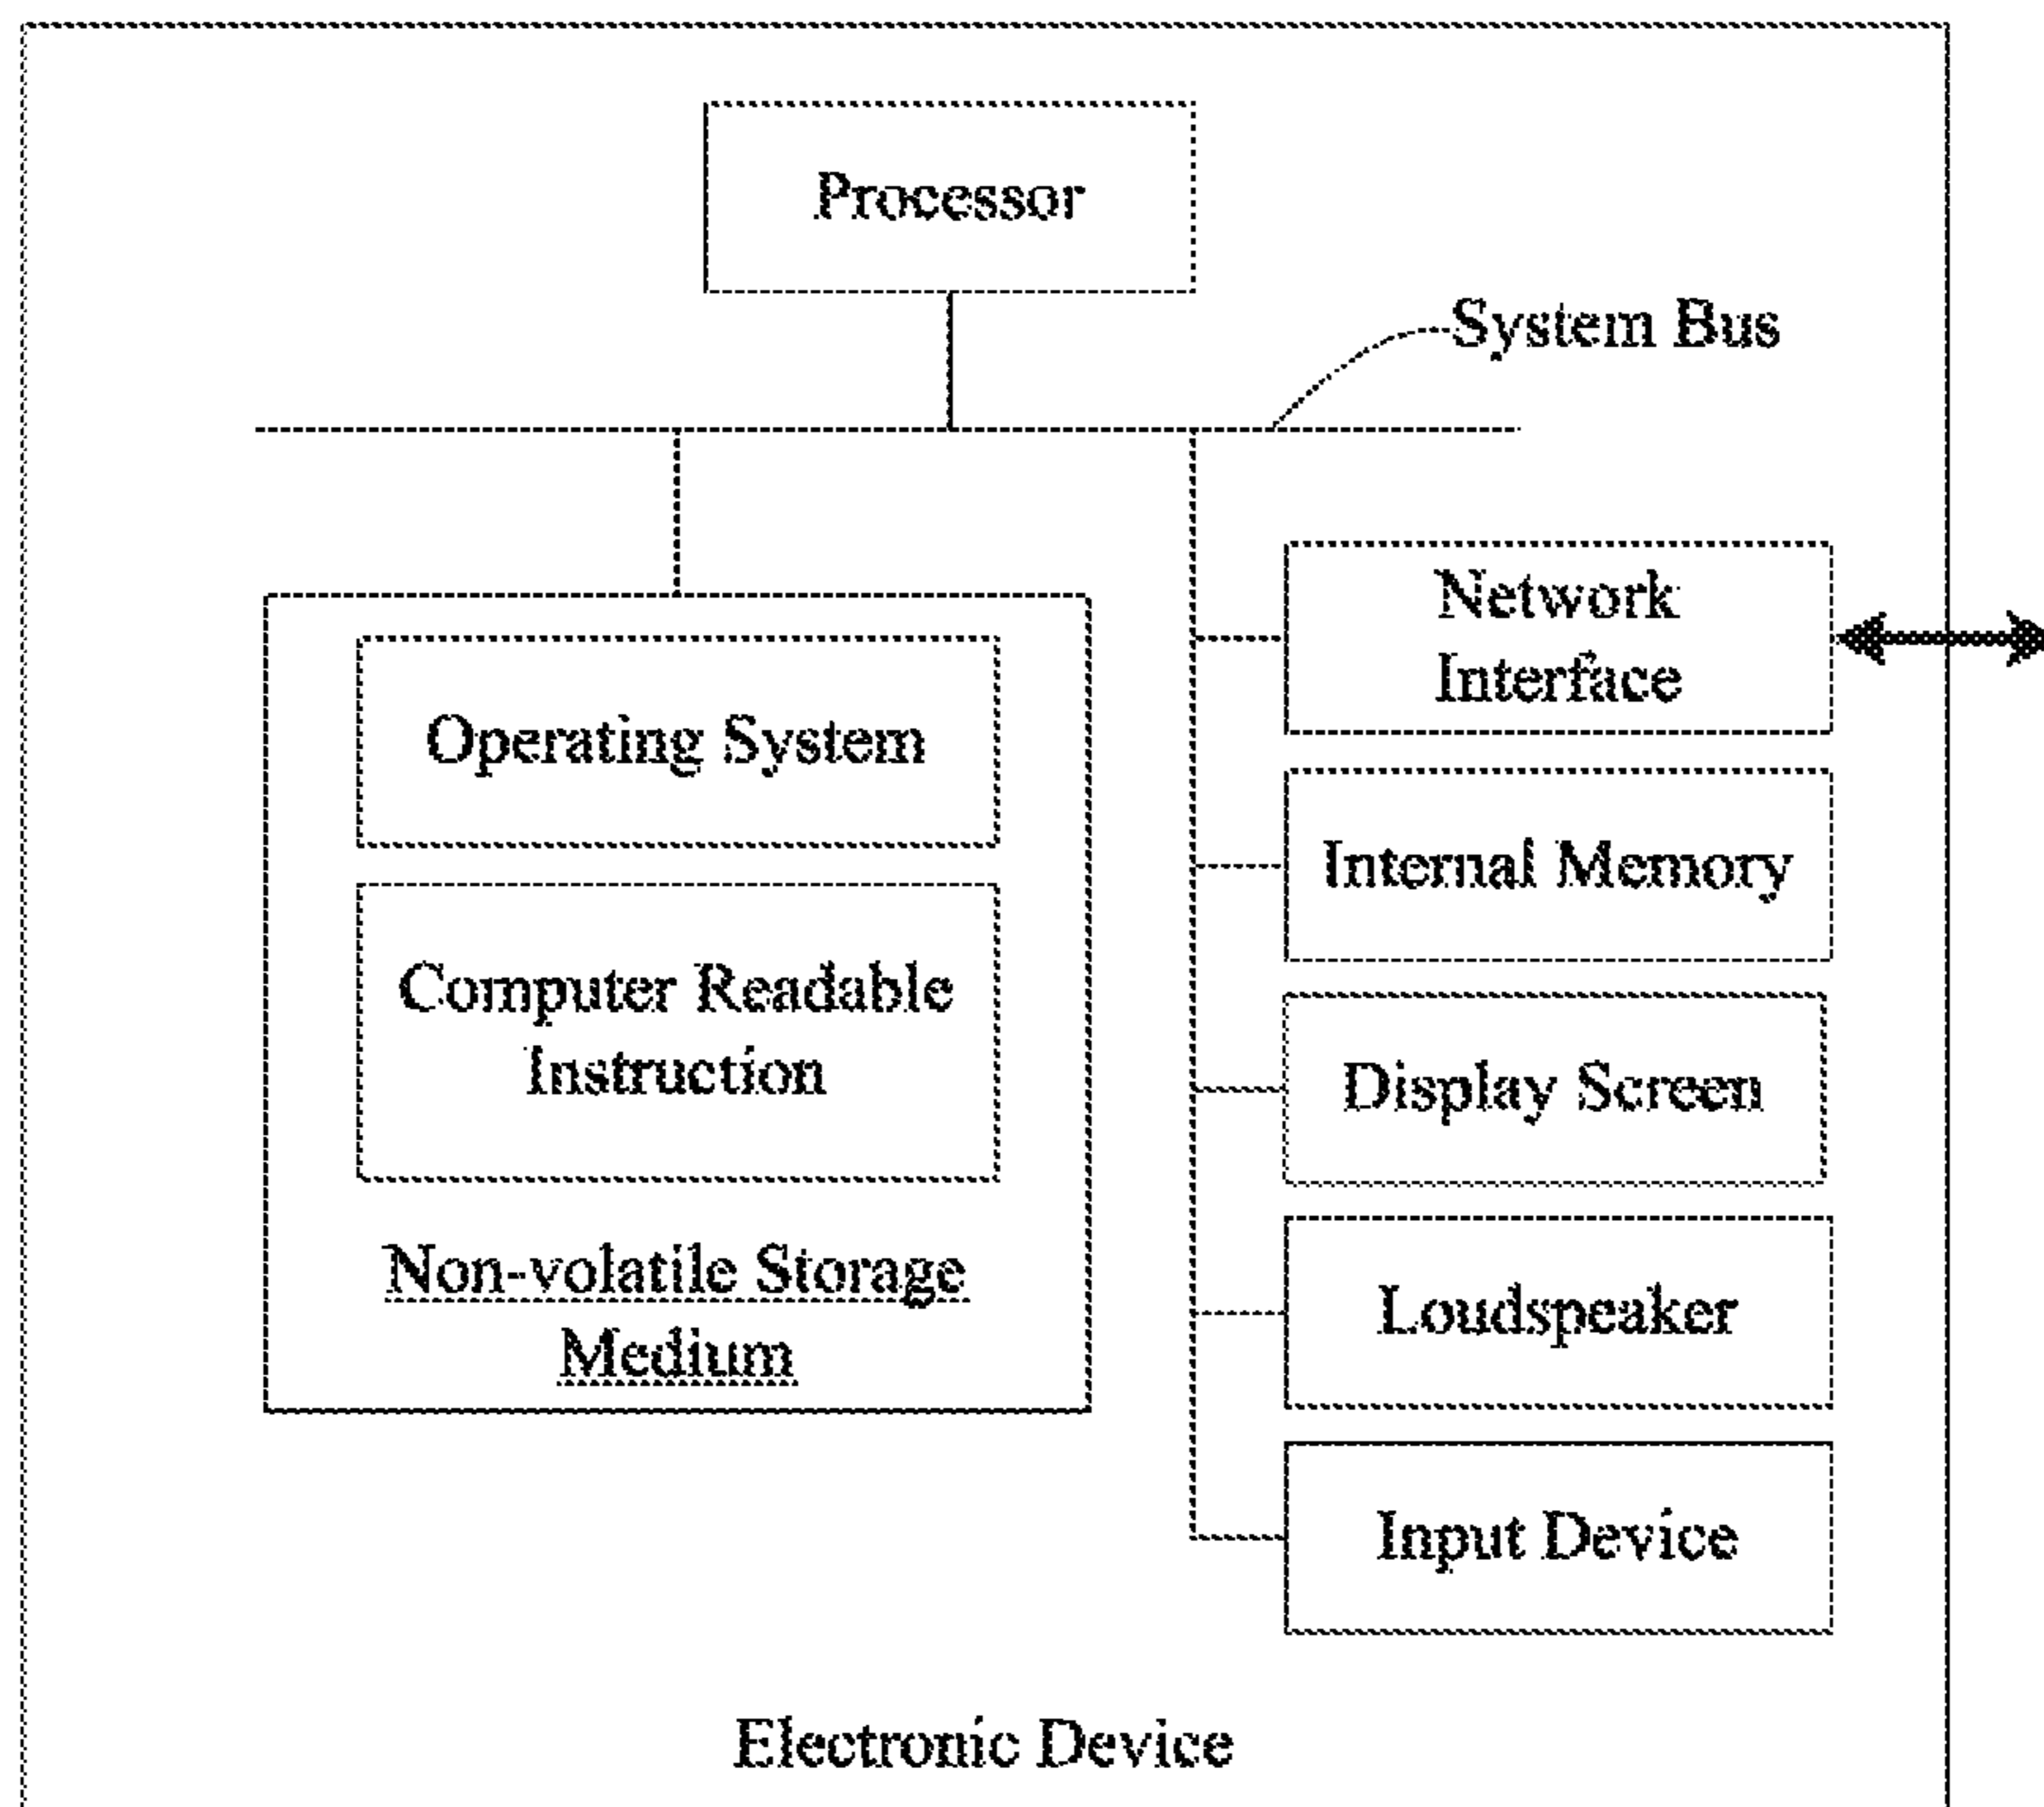 Processor
System Bus
Operating System
Computer Readable
Instruction
Non-volatile Storage
Medium
Network
Interface
Internal Memory
Display Screen
Loudspeaker
Input Device
Electronic Device